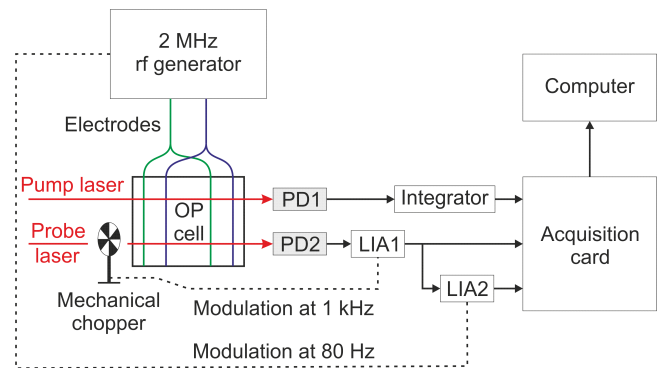 2 MHz
rf generator
Computer
Electrodes
Pump laser
PD1
Integrator
OP
cell
Probe
laser
PD2
LIA1
Acquisition
card
LIA2
Mechanical
chopper
Modulation at 1 kHz
Modulation at 80 Hz